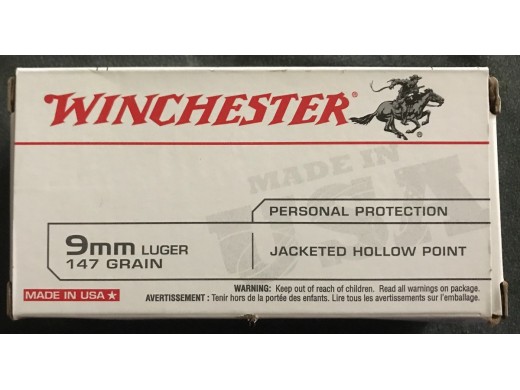 WINCHESTER®
MADE IN
USA
PERSONAL PROTECTION
9mm LUGER
147 GRAIN
JACKETED HOLLOW POINT
MADE IN USA★
WARNING: Keep out of reach of children. Read all warnings on package.
AVERTISSEMENT : Tenir hors de la portée des enfants. Lire tous les avertissements sur l'emballage.